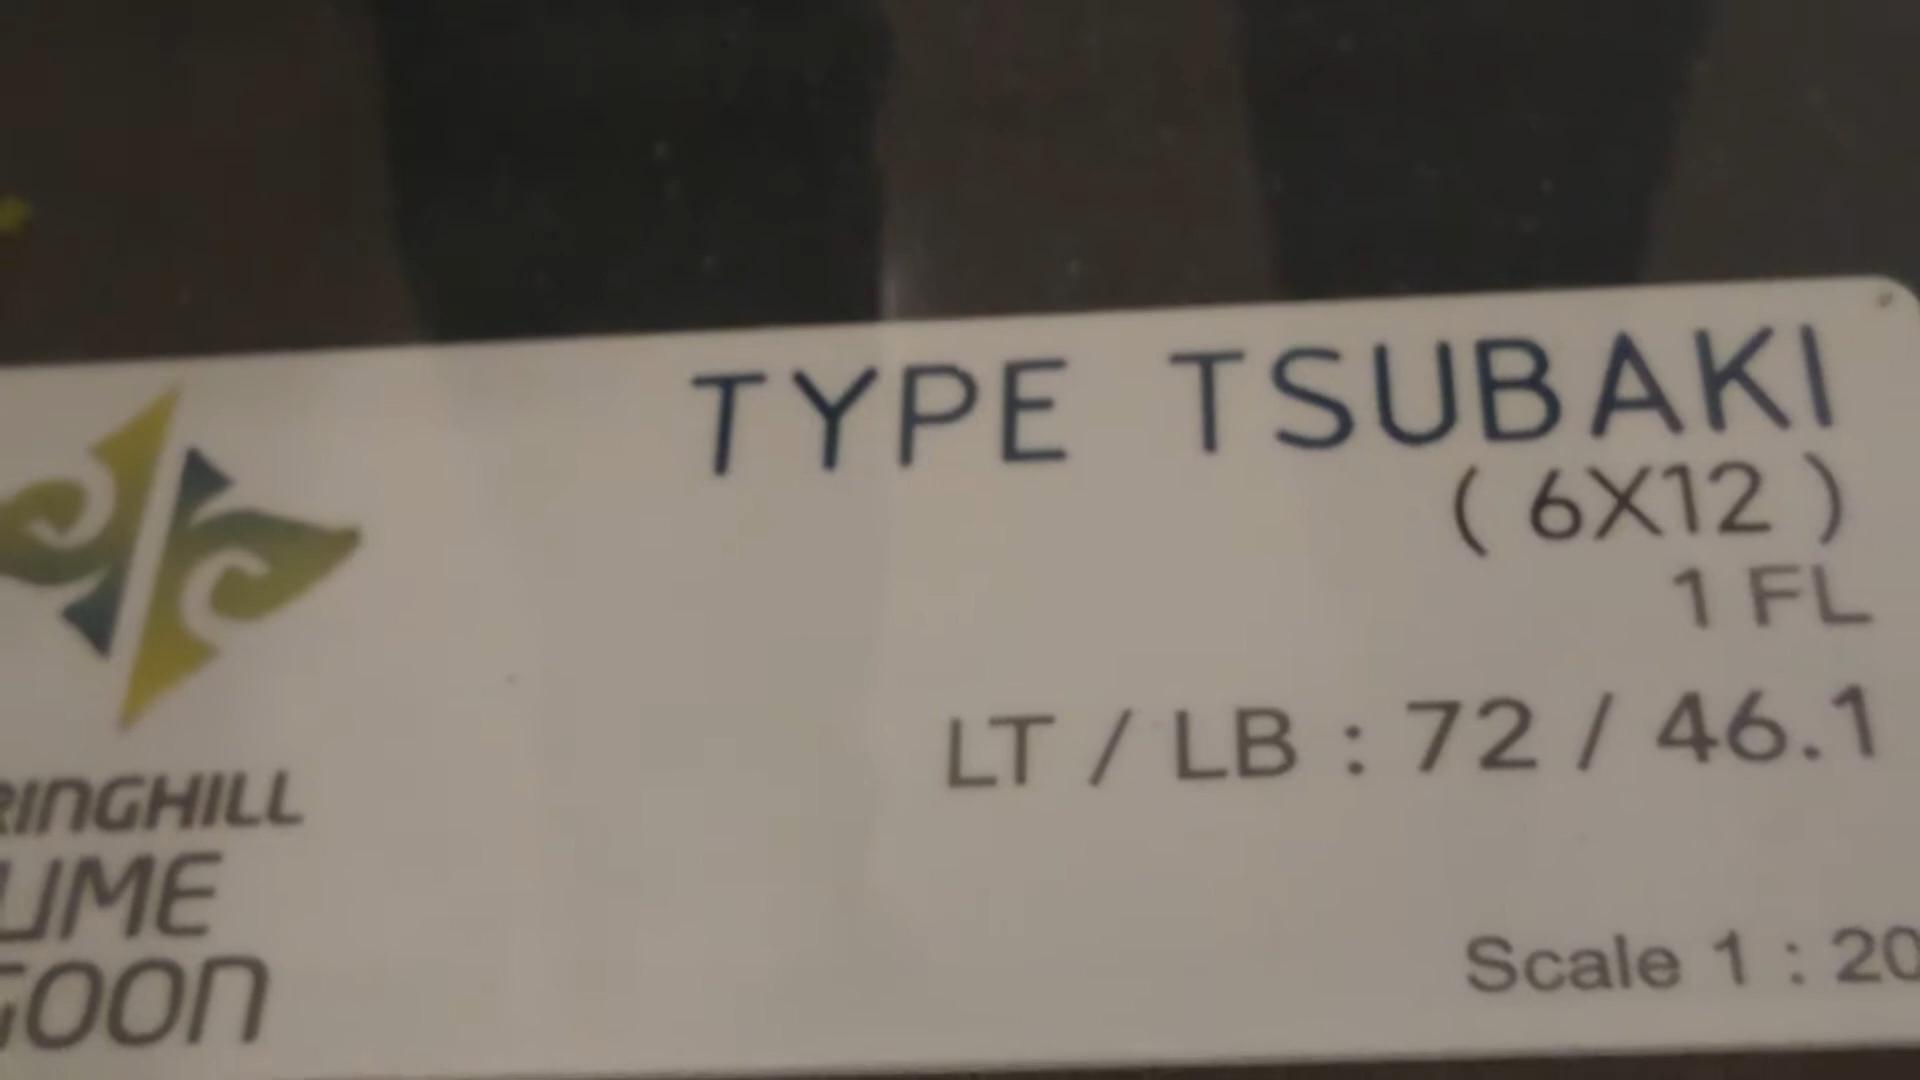 TYPE TSUBAKI
( 6X12 )
1 FL
LT / LB : 72 / 46.1
RINGHILL
UME
GOON
Scale 1 : 20